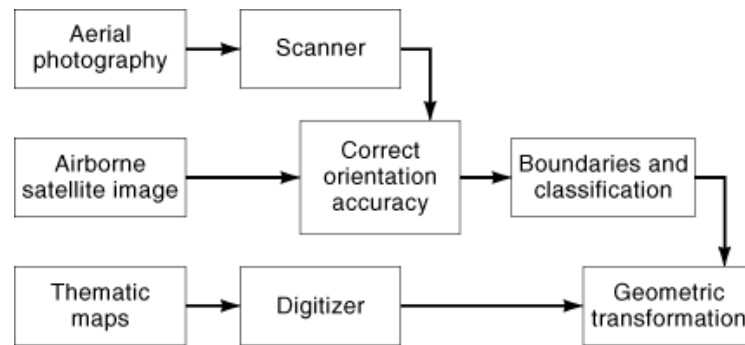 Aerial
photography
Scanner
Airborne
satellite image
Correct
orientation
accuracy
Boundaries and
classification
Thematic
maps
Digitizer
Geometric
transformation